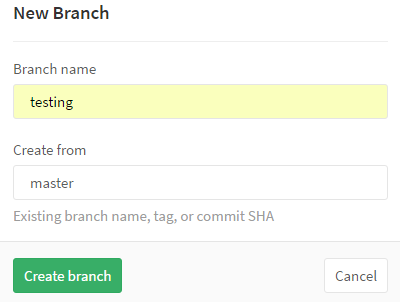 New Branch
Branch name
testing
Create from
master
Existing branch name, tag, or commit SHA
Create branch
Cancel